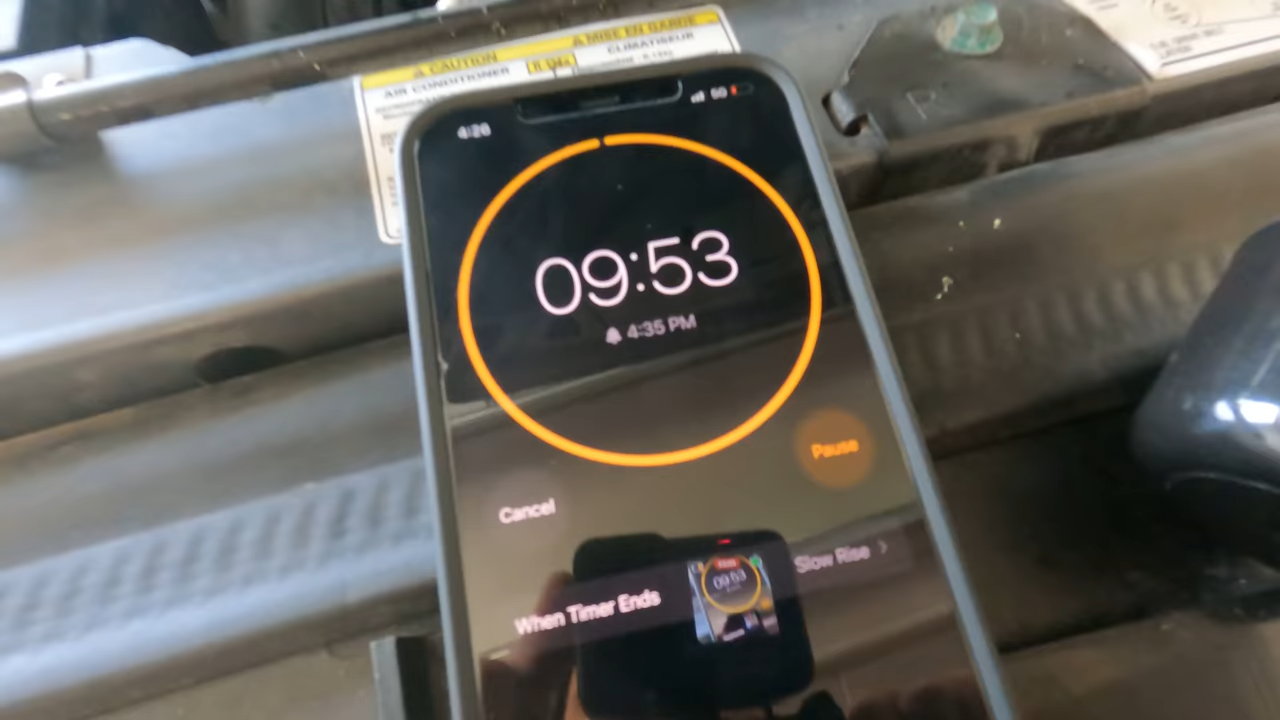 ⚠ CAUTION
⚠ MISE EN GARDE
AIR CONDITIONER
CLIMATISEUR
4:26
5G
09:53
4:35 PM
Pause
Cancel
09:53
When Timer Ends
Slow Rise >